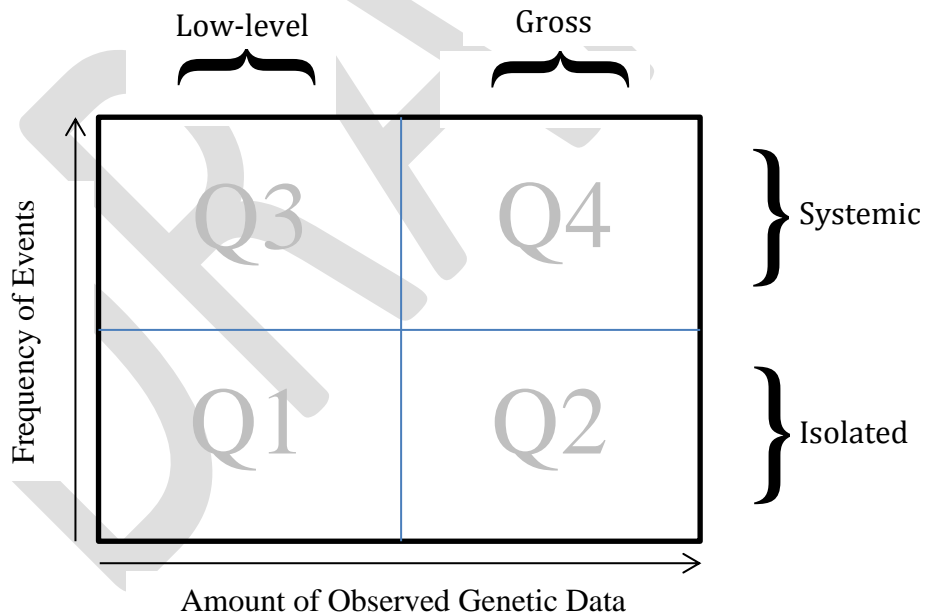 Low-level Gross
Q3 Q4
Systemic
Frequency of Events
Q1 Q2
Isolated
Amount of Observed Genetic Data